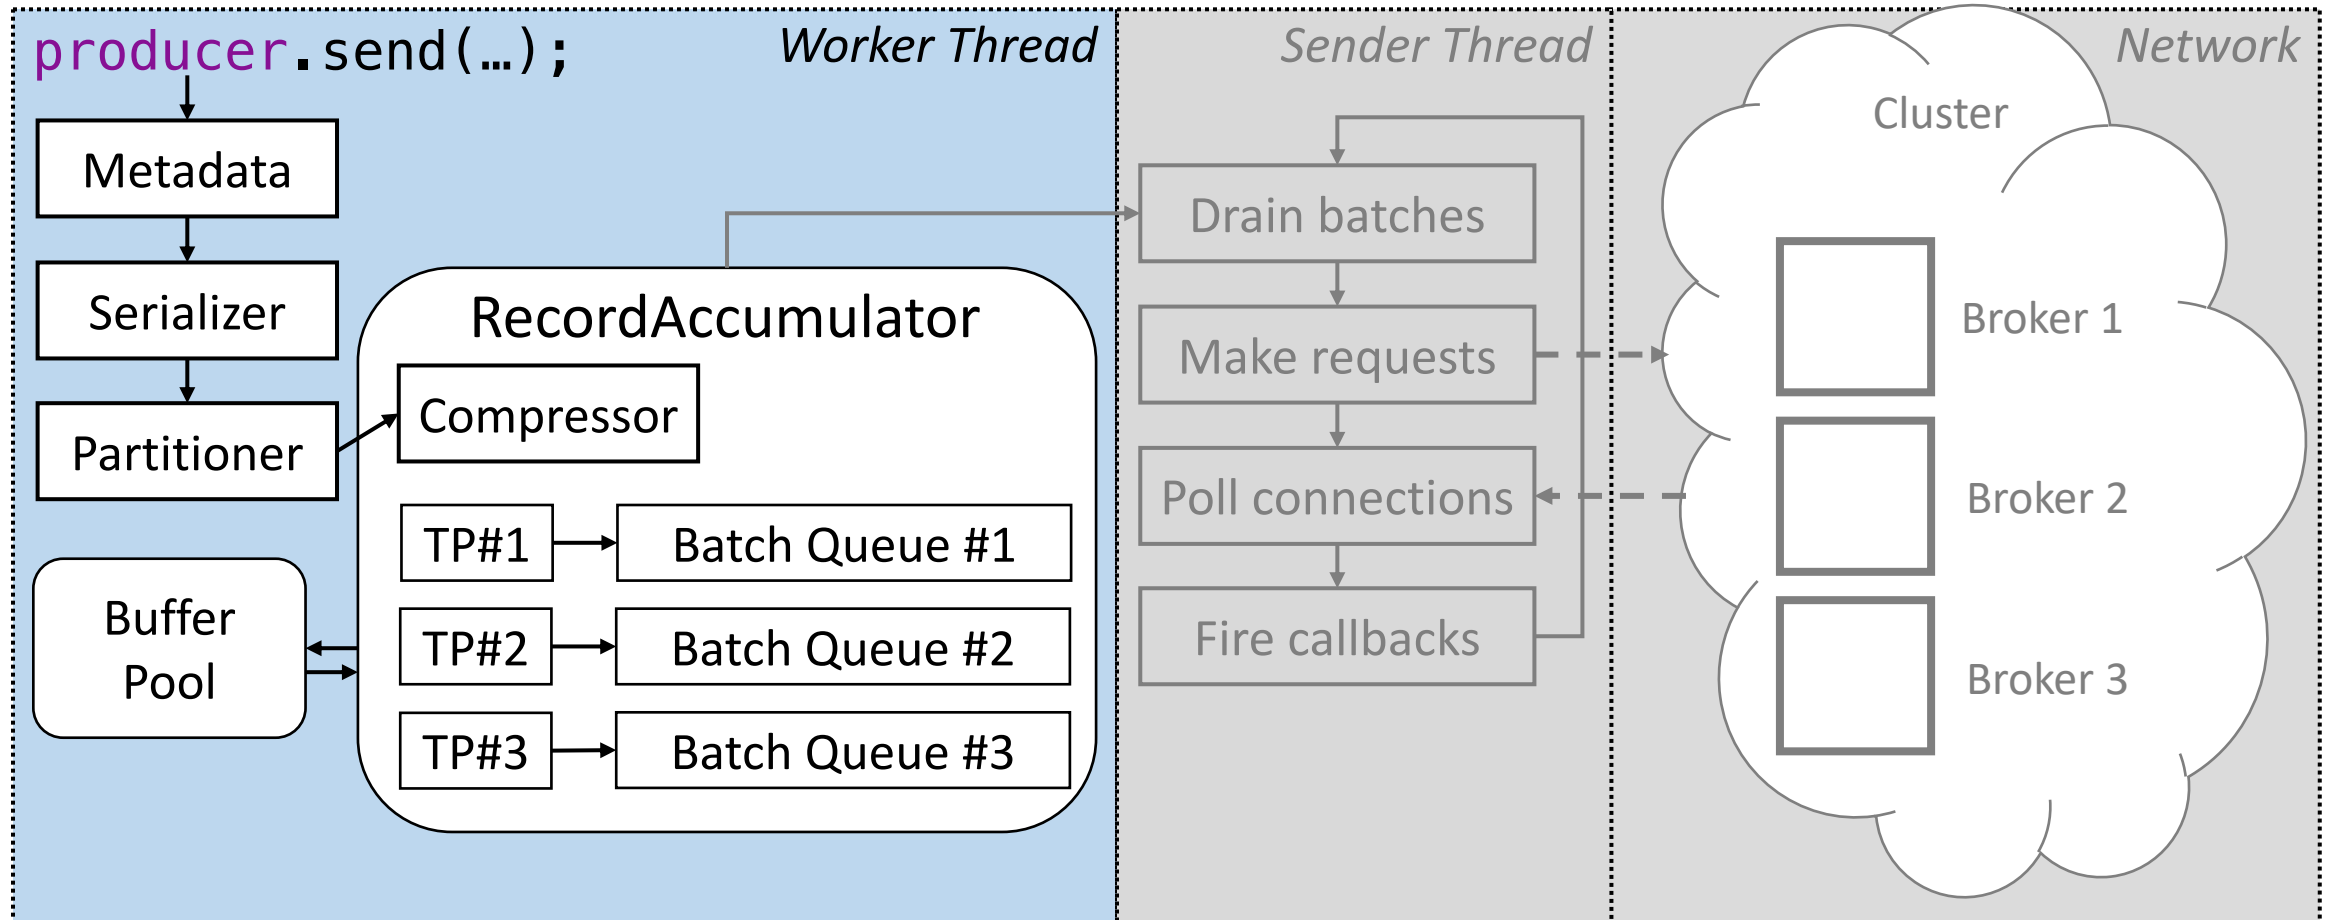 producer.send(…);
Worker Thread
Metadata
Serializer
Partitioner
Buffer
Pool
RecordAccumulator
Compressor
TP#1
Batch Queue #1
TP#2
Batch Queue #2
TP#3
Batch Queue #3
Sender Thread
Drain batches
Make requests
Poll connections
Fire callbacks
Network
Cluster
Broker 1
Broker 2
Broker 3